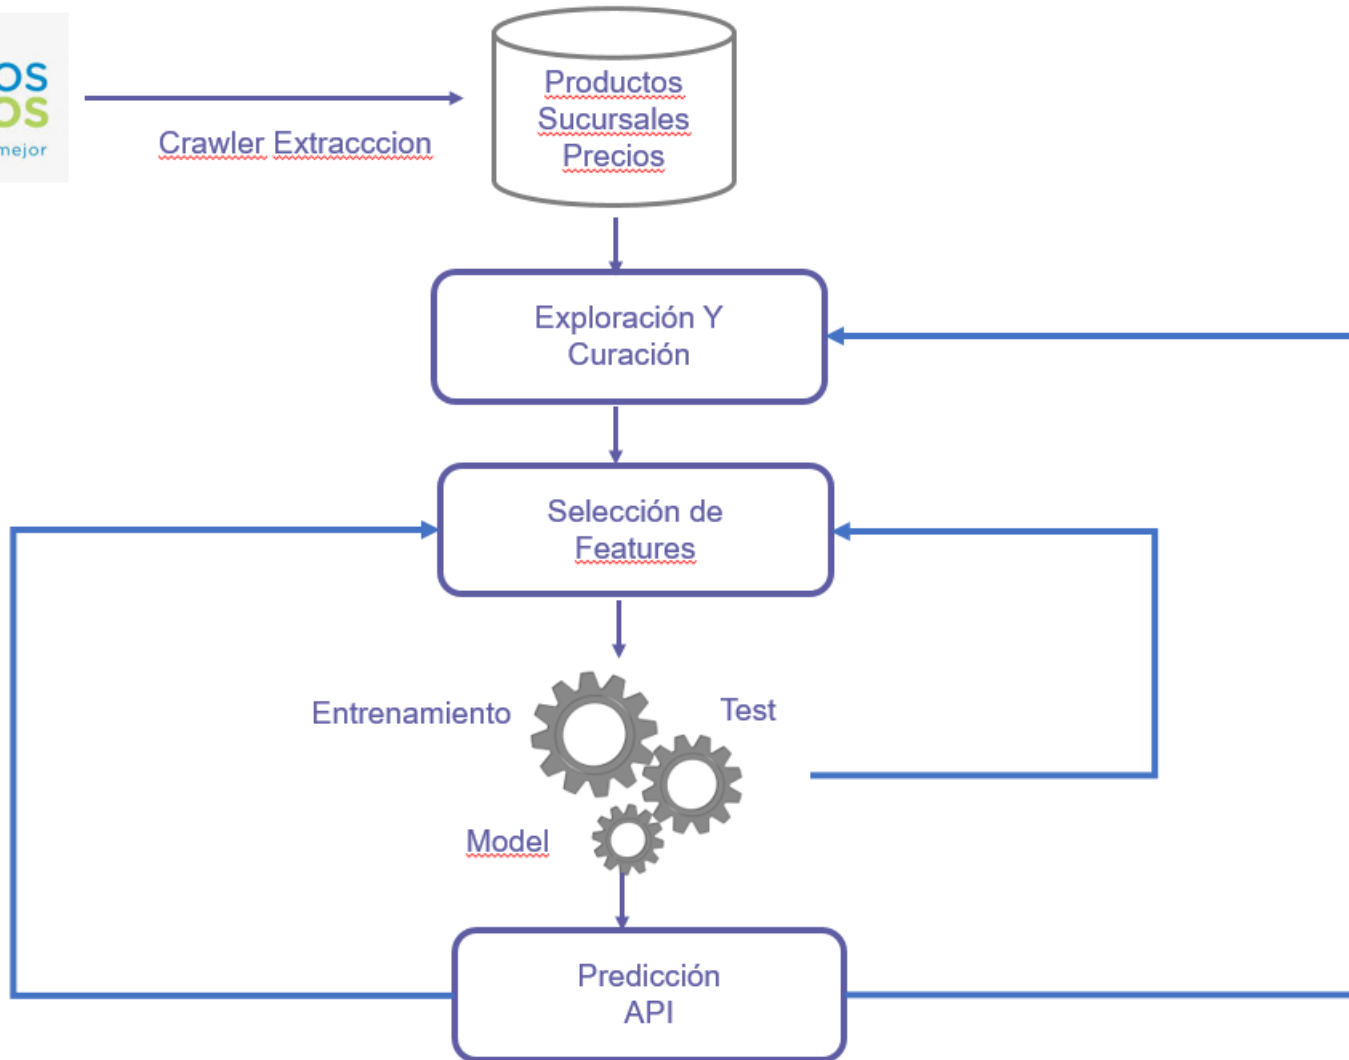 OS
OS
mejor
Crawler Extracccion
Productos
Sucursales
Precios
Exploración Y
Curación
Selección de
Features
Entrenamiento
Test
Model
Predicción
API